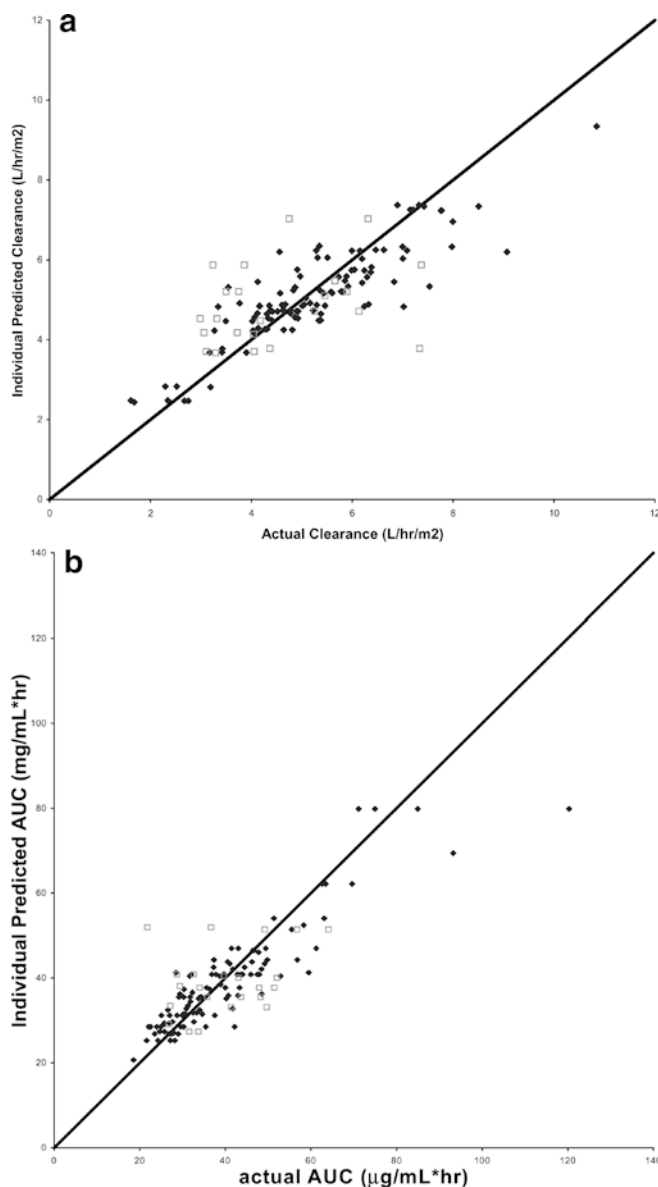 a
12
10
8
6
4
2
0
0 2 4 6 8 10 12
Individual Predicted Clearance (L/hr/m2)
Actual Clearance (L/hr/m2)
b
140
120
100
80
60
40
20
0
0 20 40 60 80 100 120 140
Individual Predicted AUC (mg/mL*hr)
actual AUC (μg/mL*hr)